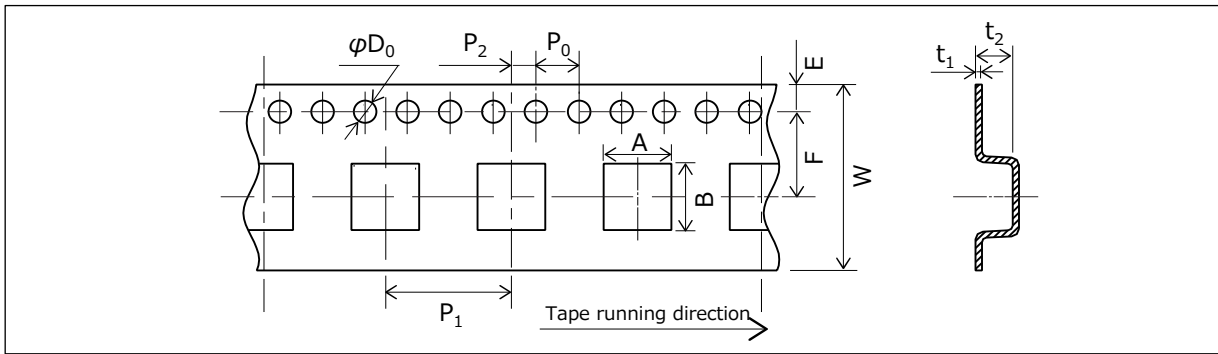 φD0
P2
P0
E
t1
t2
A
F
W
B
P1
Tape running direction